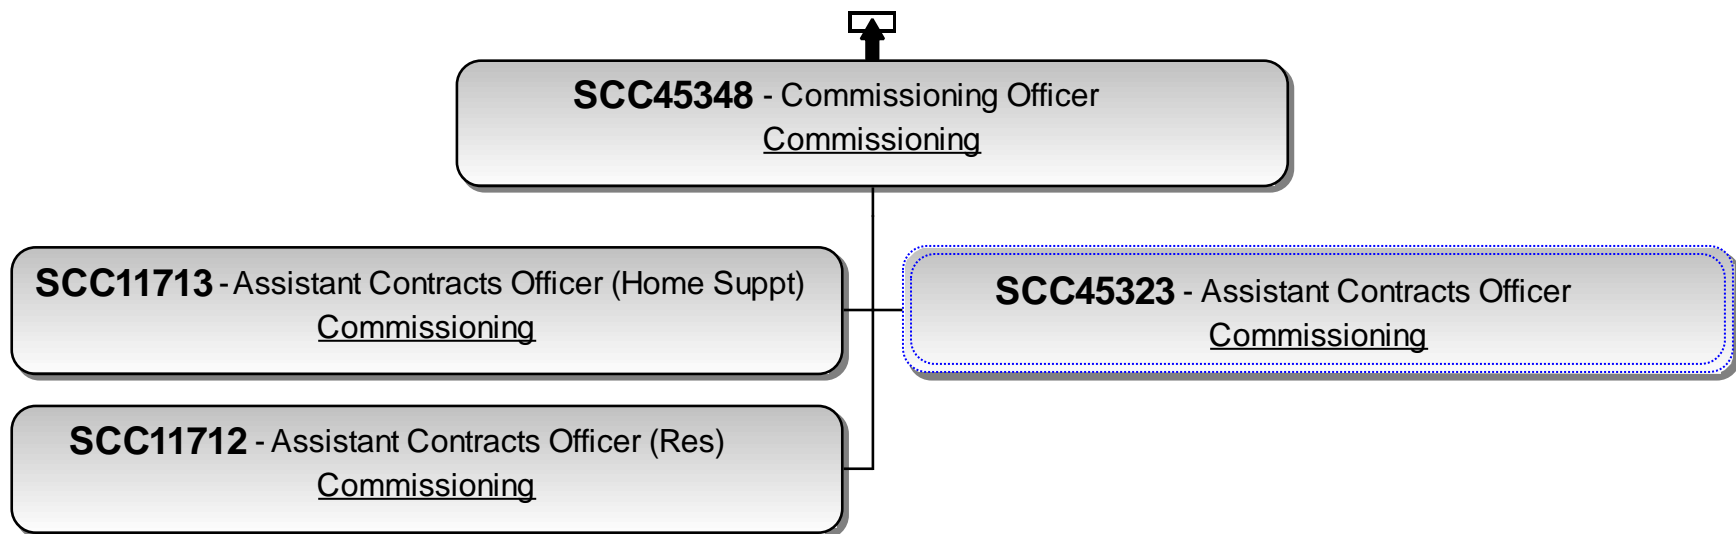 SCC45348 - Commissioning Officer
Commissioning
SCC11713 - Assistant Contracts Officer (Home Suppt)
Commissioning
SCC45323 - Assistant Contracts Officer
Commissioning
SCC11712 - Assistant Contracts Officer (Res)
Commissioning